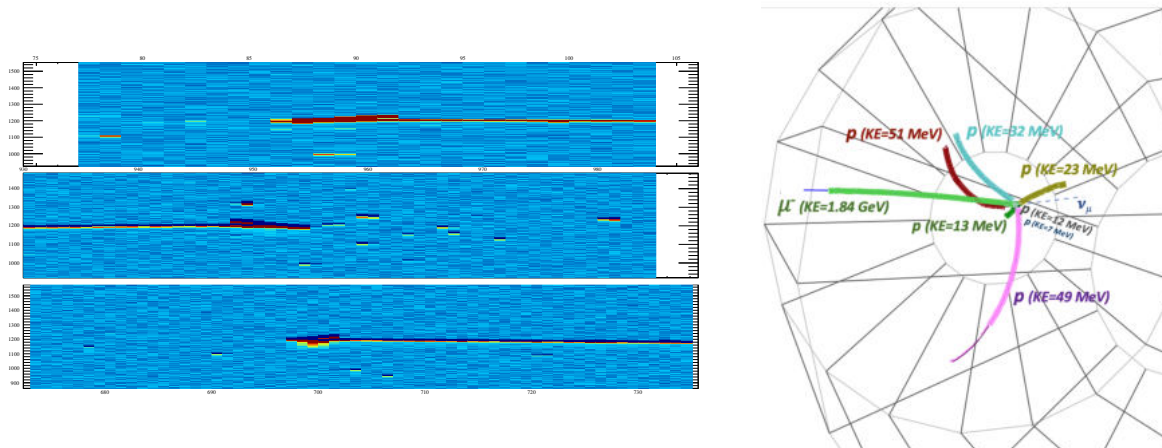 75 80 85 90 95 100 105
1500
1400
1300
1200
1100
1000
930 940 950 960 970 980
1400
1300
1200
1100
1000
1500
1400
1300
1200
1100
1000
900
680 690 700 710 720 730
p (KE=51 MeV)
p (KE=32 MeV)
p (KE=23 MeV)
μ⁻ (KE=1.84 GeV)
νμ
p (KE=12 MeV)
p (KE=7 MeV)
p (KE=13 MeV)
p (KE=49 MeV)